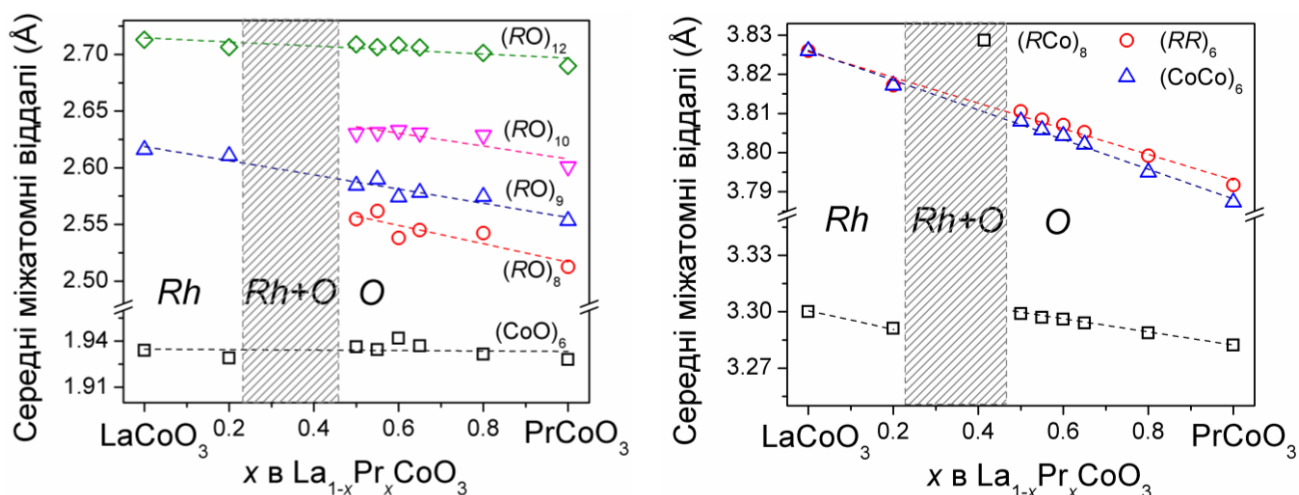 Середні міжатомні віддалі (Å)
2.70
2.65
2.60
2.55
2.50
1.94
1.91
(RO)12
(RO)10
(RO)9
(RO)8
(CoO)6
Rh
Rh+O
O
LaCoO3
0.2
0.4
0.6
0.8
PrCoO3
x в La1-xPrxCoO3
Середні міжатомні віддалі (Å)
3.83
3.82
3.81
3.80
3.79
3.33
3.30
3.27
(RCo)8
(RR)6
(CoCo)6
Rh
Rh+O
O
LaCoO3
0.2
0.4
0.6
0.8
PrCoO3
x в La1-xPrxCoO3